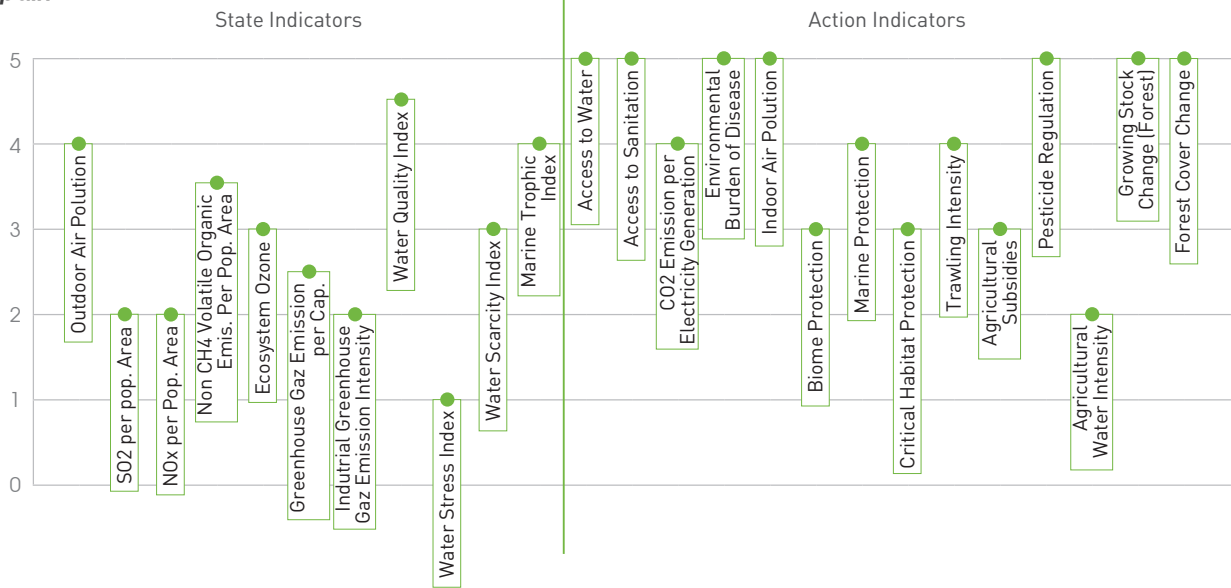 State Indicators
Action Indicators
5
4
3
2
1
0
Outdoor Air Polution
SO2 per pop. Area
NOx per Pop. Area
Non CH4 Volatile Organic
Emis. Per Pop. Area
Ecosystem Ozone
Greenhouse Gaz Emission
per Cap.
Indutrial Greenhouse
Gaz Emission Intensity
Water Quality Index
Water Stress Index
Water Scarcity Index
Marine Trophic
Index
Access to Water
Access to Sanitation
CO2 Emission per
Electricity Generation
Environmental
Burden of Disease
Indoor Air Polution
Biome Protection
Marine Protection
Critical Habitat Protection
Trawling Intensity
Agricultural
Subsidies
Pesticide Regulation
Agricultural
Water Intensity
Growing Stock
Change (Forest)
Forest Cover Change